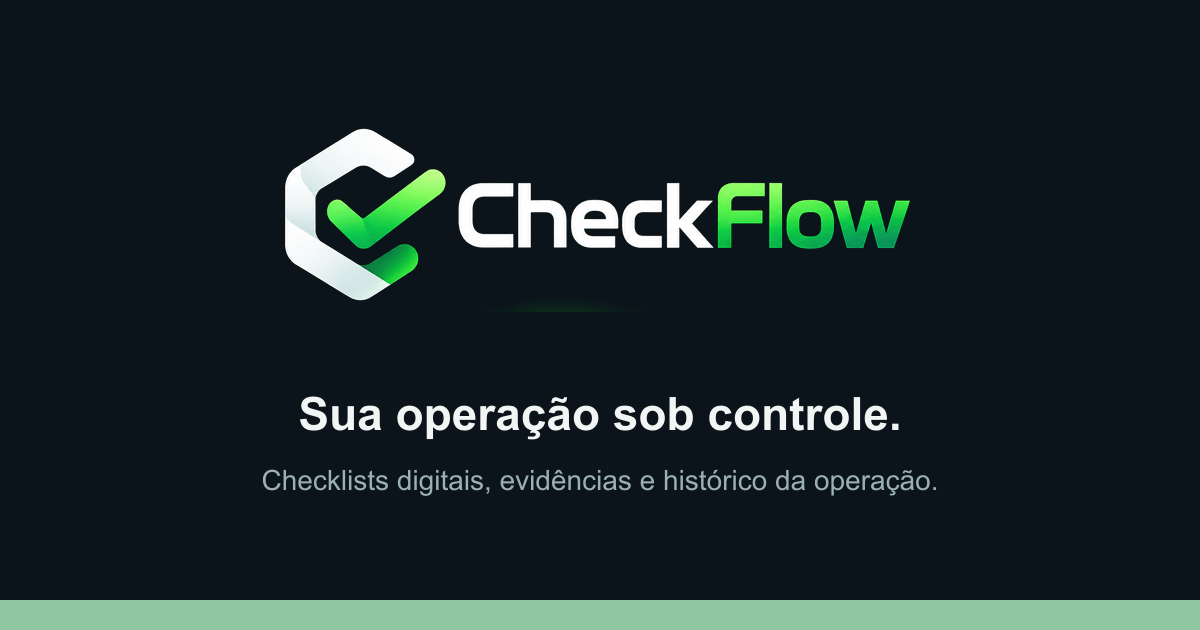 CheckFlow
Sua operação sob controle.
Checklists digitais, evidências e histórico da operação.